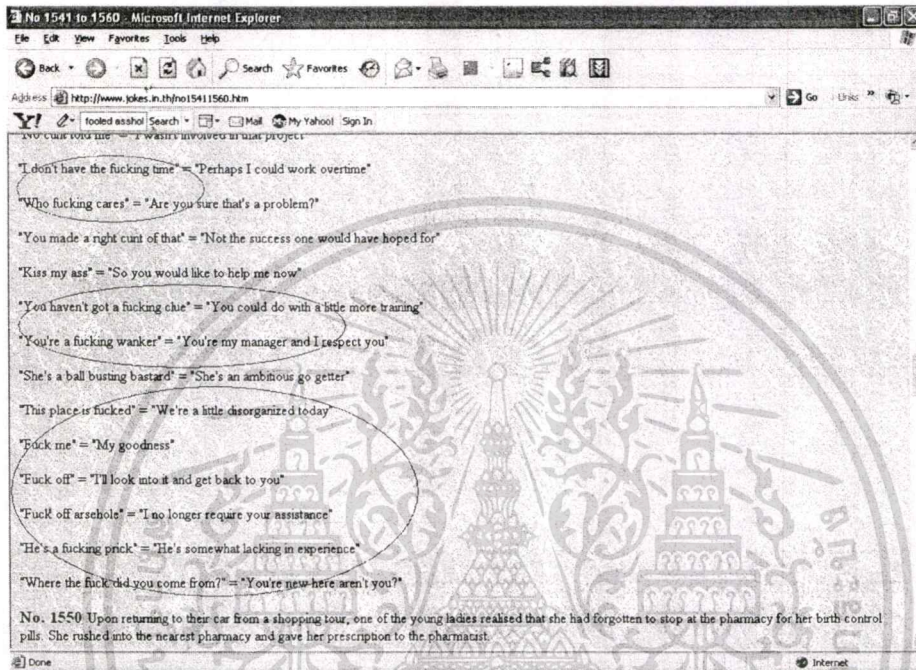 No 1541 to 1560 - Microsoft Internet Explorer
File Edit View Favorites Tools Help
Back Search Favorites
Address http://www.jokes.in.th/no15411560.htm Go Links »
Y! fooled asshol Search Mail My Yahoo! Sign In
"No cunt told me" = "I wasn't involved in that project"
"I don't have the fucking time" = "Perhaps I could work overtime"
"Who fucking cares" = "Are you sure that's a problem?"
"You made a right cunt of that" = "Not the success one would have hoped for"
"Kiss my ass" = "So you would like to help me now"
"You haven't got a fucking clue" = "You could do with a little more training"
"You're a fucking wanker" = "You're my manager and I respect you"
"She's a ball busting bastard" = "She's an ambitious go getter"
"This place is fucked" = "We're a little disorganized today"
"Fuck me" = "My goodness"
"Fuck off" = "I'll look into it and get back to you"
"Fuck off arsehole" = "I no longer require your assistance"
"He's a fucking prick" = "He's somewhat lacking in experience"
"Where the fuck did you come from?" = "You're new here aren't you?"
No. 1550 Upon returning to their car from a shopping tour, one of the young ladies realised that she had forgotten to stop at the pharmacy for her birth control
pills. She rushed into the nearest pharmacy and gave her prescription to the pharmacist.
Done Internet